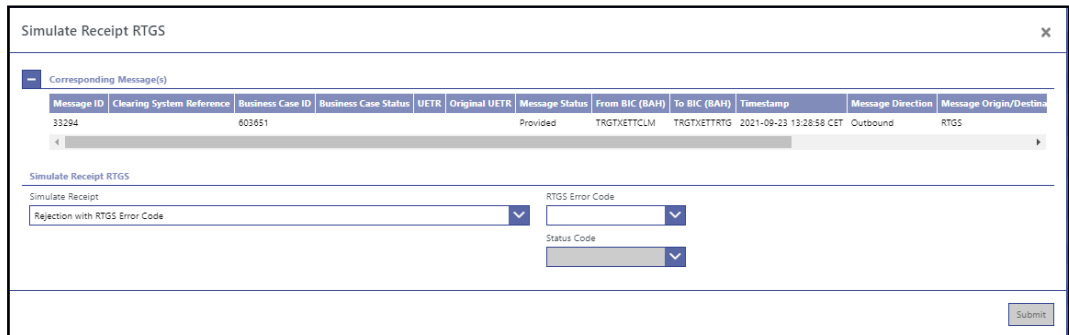 Simulate Receipt RTGS
Corresponding Message(s)
Message ID Clearing System Reference Business Case ID Business Case Status UETR Original UETR Message Status From BIC (BAH) To BIC (BAH) Timestamp Message Direction Message Origin/Destina
33294 603651 Provided TRGTXETTCLM TRGTXETTRTG 2021-09-23 13:28:58 CET Outbound RTGS
Simulate Receipt RTGS
Simulate Receipt RTGS Error Code
Rejection with RTGS Error Code
Status Code
Submit